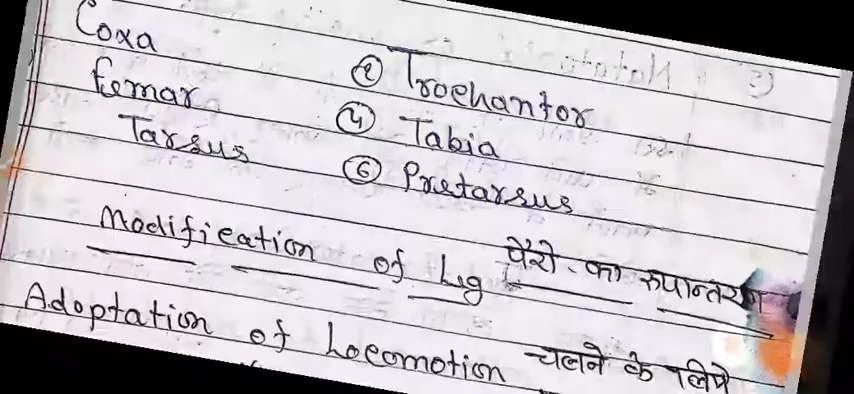 Coxa ② Trochantor
femar ④ Tabia
Tarsus ⑥ Pretarsus
Modification of Leg पैरो का रुपान्तरण
Adoptation of Locomotion चलने के लिये